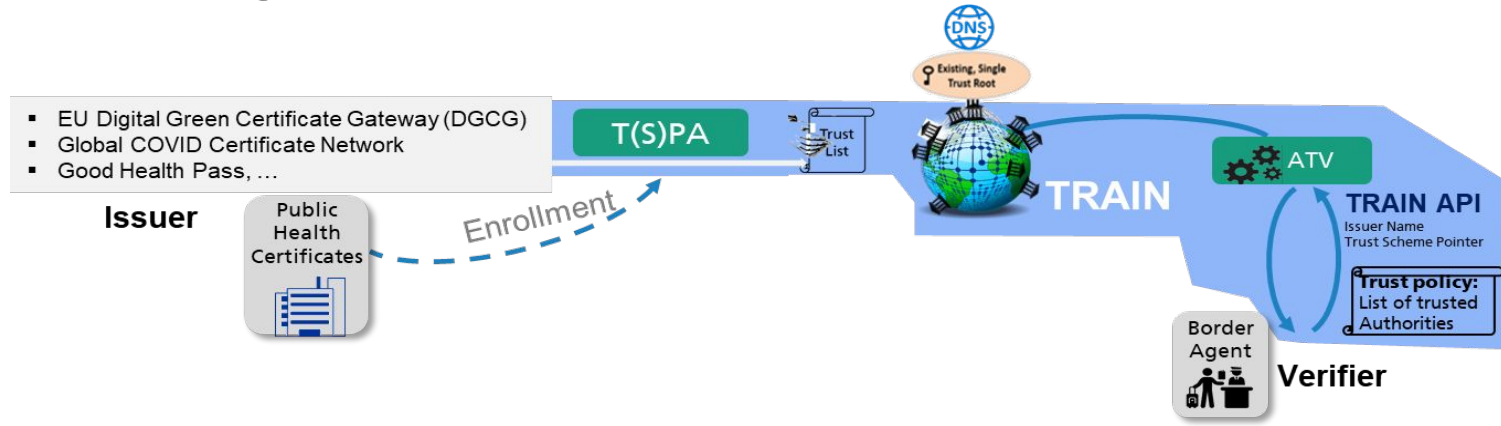 DNS
Existing, Single
Trust Root
▪ EU Digital Green Certificate Gateway (DGCG)
▪ Global COVID Certificate Network
▪ Good Health Pass, …
T(S)PA
Trust
List
TRAIN
ATV
TRAIN API
Issuer Name
Trust Scheme Pointer
Issuer
Public
Health
Certificates
Enrollment
Trust policy:
List of trusted
Authorities
Border
Agent
Verifier